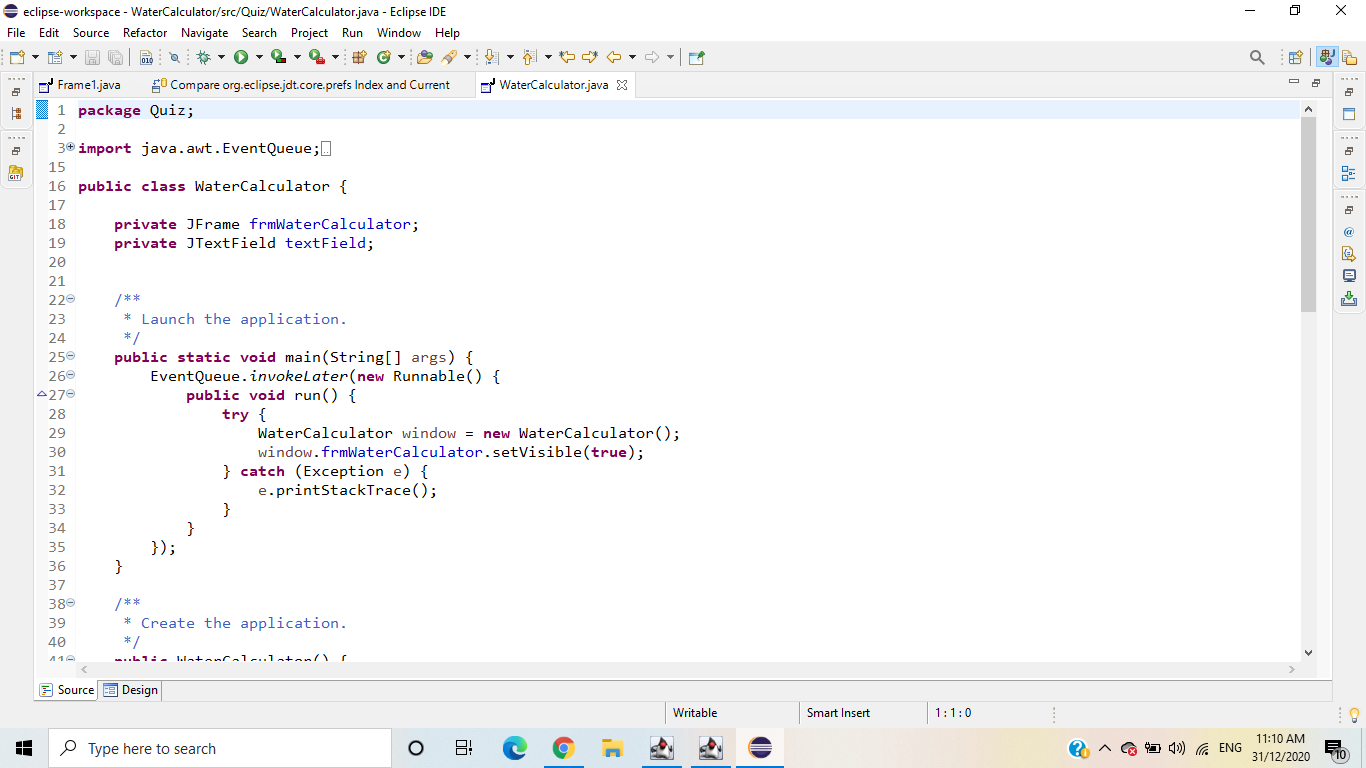 eclipse-workspace - WaterCalculator/src/Quiz/WaterCalculator.java - Eclipse IDE
File Edit Source Refactor Navigate Search Project Run Window Help
Frame1.java Compare org.eclipse.jdt.core.prefs Index and Current WaterCalculator.java
1 package Quiz;
2
3 import java.awt.EventQueue;
15
16 public class WaterCalculator {
17
18 private JFrame frmWaterCalculator;
19 private JTextField textField;
20
21
22 /**
23 * Launch the application.
24 */
25 public static void main(String[] args) {
26 EventQueue.invokeLater(new Runnable() {
27 public void run() {
28 try {
29 WaterCalculator window = new WaterCalculator();
30 window.frmWaterCalculator.setVisible(true);
31 } catch (Exception e) {
32 e.printStackTrace();
33 }
34 }
35 });
36 }
37
38 /**
39 * Create the application.
40 */
41 public WaterCalculator() {
Source Design
Writable Smart Insert 1 : 1 : 0
Type here to search
ENG 11:10 AM
31/12/2020
10